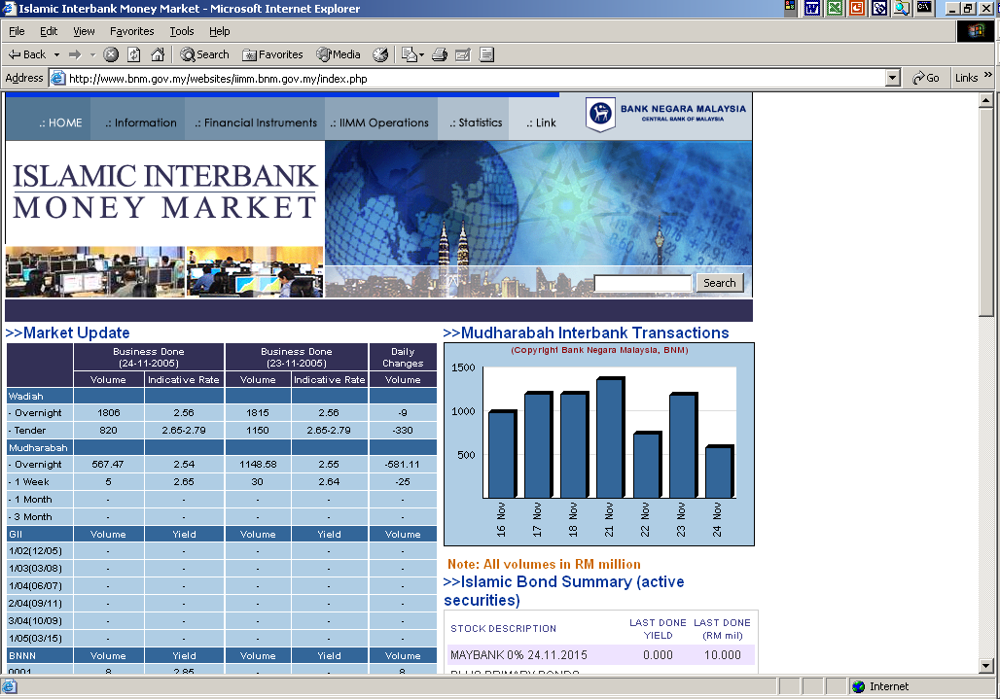 Islamic Interbank Money Market - Microsoft Internet Explorer
File Edit View Favorites Tools Help
Back Search Favorites Media
Address http://www.bnm.gov.my/websites/iimm.bnm.gov.my/index.php Go Links »
.: HOME .: Information .: Financial Instruments .: IIMM Operations .: Statistics .: Link
BANK NEGARA MALAYSIA
CENTRAL BANK OF MALAYSIA
ISLAMIC INTERBANK
MONEY MARKET
Search
>>Market Update
Business Done (24-11-2005) Business Done (23-11-2005) Daily Changes
Volume Indicative Rate Volume Indicative Rate Volume
Wadiah
- Overnight 1806 2.56 1815 2.56 -9
- Tender 820 2.65-2.79 1150 2.65-2.79 -330
Mudharabah
- Overnight 567.47 2.54 1148.58 2.55 -581.11
- 1 Week 5 2.65 30 2.64 -25
- 1 Month - - - - -
- 3 Month - - - - -
GII Volume Yield Volume Yield Volume
1/02(12/05) - - - - -
1/03(03/08) - - - - -
1/04(06/07) - - - - -
2/04(09/11) - - - - -
3/04(10/09) - - - - -
1/05(03/15) - - - - -
BNNN Volume Yield Volume Yield Volume
0001 8 2.85 - - 8
>>Mudharabah Interbank Transactions
(Copyright Bank Negara Malaysia, BNM)
1500
1000
500
16 Nov 17 Nov 18 Nov 21 Nov 22 Nov 23 Nov 24 Nov
Note: All volumes in RM million
>>Islamic Bond Summary (active
securities)
STOCK DESCRIPTION LAST DONE YIELD LAST DONE (RM mil)
MAYBANK 0% 24.11.2015 0.000 10.000
Internet